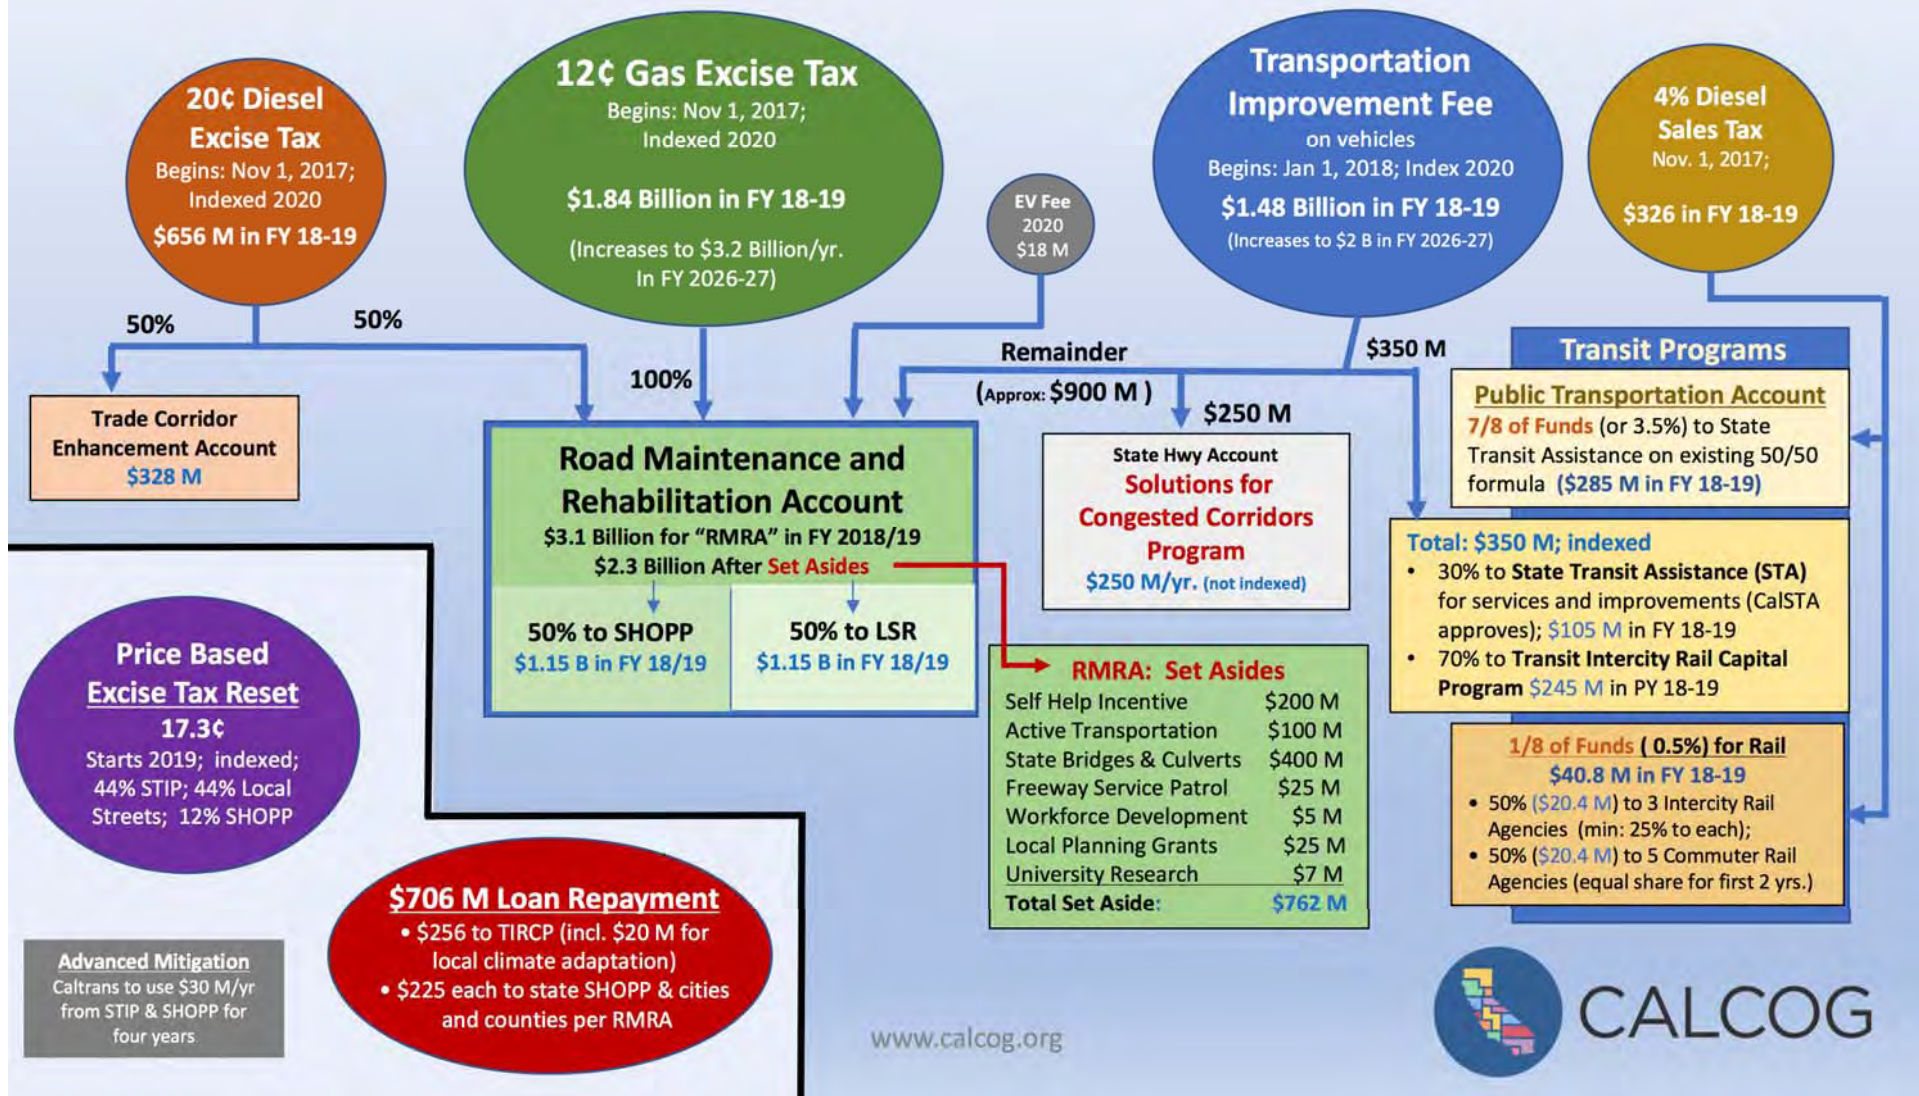 20¢ Diesel
Excise Tax
Begins: Nov 1, 2017;
Indexed 2020
$656 M in FY 18-19
12¢ Gas Excise Tax
Begins: Nov 1, 2017;
Indexed 2020
$1.84 Billion in FY 18-19
(Increases to $3.2 Billion/yr.
In FY 2026-27)
EV Fee
2020
$18 M
Transportation
Improvement Fee
on vehicles
Begins: Jan 1, 2018; Index 2020
$1.48 Billion in FY 18-19
(Increases to $2 B in FY 2026-27)
4% Diesel
Sales Tax
Nov. 1, 2017;
$326 in FY 18-19
50%
50%
100%
Remainder
(Approx: $900 M )
$250 M
$350 M
Trade Corridor
Enhancement Account
$328 M
Road Maintenance and
Rehabilitation Account
$3.1 Billion for “RMRA” in FY 2018/19
$2.3 Billion After Set Asides
50% to SHOPP
$1.15 B in FY 18/19
50% to LSR
$1.15 B in FY 18/19
State Hwy Account
Solutions for
Congested Corridors
Program
$250 M/yr. (not indexed)
RMRA: Set Asides
Self Help Incentive $200 M
Active Transportation $100 M
State Bridges & Culverts $400 M
Freeway Service Patrol $25 M
Workforce Development $5 M
Local Planning Grants $25 M
University Research $7 M
Total Set Aside: $762 M
Transit Programs
Public Transportation Account
7/8 of Funds (or 3.5%) to State
Transit Assistance on existing 50/50
formula ($285 M in FY 18-19)
Total: $350 M; indexed
• 30% to State Transit Assistance (STA)
for services and improvements (CalSTA
approves); $105 M in FY 18-19
• 70% to Transit Intercity Rail Capital
Program $245 M in PY 18-19
1/8 of Funds ( 0.5%) for Rail
$40.8 M in FY 18-19
• 50% ($20.4 M) to 3 Intercity Rail
Agencies (min: 25% to each);
• 50% ($20.4 M) to 5 Commuter Rail
Agencies (equal share for first 2 yrs.)
Price Based
Excise Tax Reset
17.3¢
Starts 2019; indexed;
44% STIP; 44% Local
Streets; 12% SHOPP
$706 M Loan Repayment
• $256 to TIRCP (incl. $20 M for
local climate adaptation)
• $225 each to state SHOPP & cities
and counties per RMRA
Advanced Mitigation
Caltrans to use $30 M/yr
from STIP & SHOPP for
four years
www.calcog.org
CALCOG